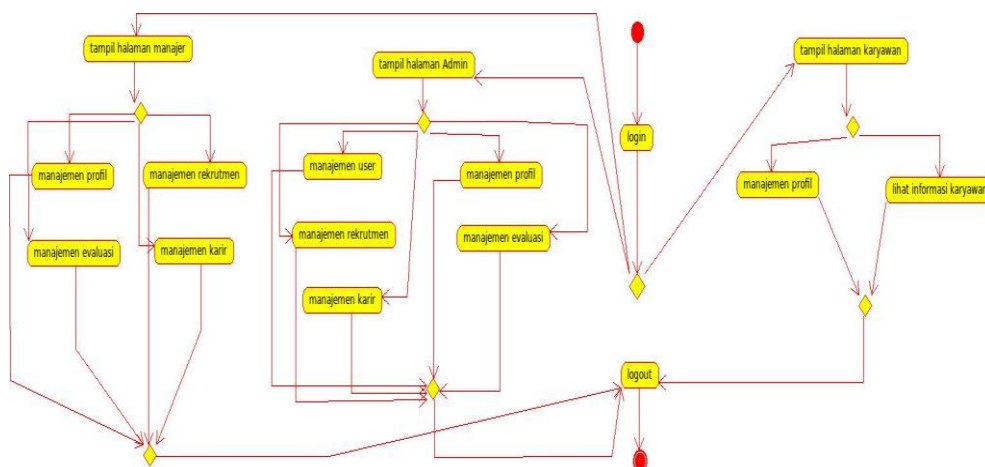 tampil halaman manajer
tampil halaman Admin
tampil halaman karyawan
login
manajemen profil
manajemen rekrutmen
manajemen user
manajemen profil
manajemen profil
lihat informasi karyawan
manajemen evaluasi
manajemen karir
manajemen rekrutmen
manajemen evaluasi
manajemen karir
logout